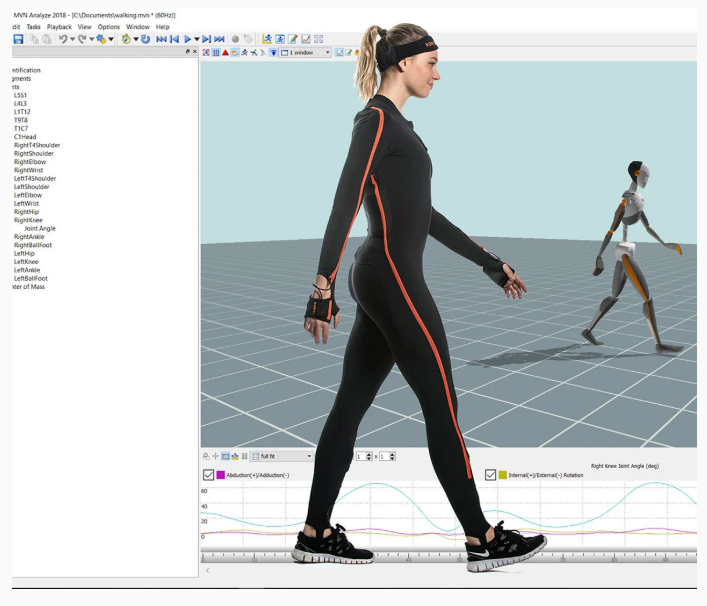 MVN Analyze 2018 - [C:\Documents\walking.mvn * (60Hz)]
dit Tasks Playback View Options Window Help
1 window
ntification
gments
nts
L5S1
L4L3
L1T12
T9T8
T1C7
C1Head
RightT4Shoulder
RightShoulder
RightElbow
RightWrist
LeftT4Shoulder
LeftShoulder
LeftElbow
LeftWrist
RightHip
RightKnee
Joint Angle
RightAnkle
RightBallFoot
LeftHip
LeftKnee
LeftAnkle
LeftBallFoot
nter of Mass
full fit
1 x 1
Right Knee Joint Angle (deg)
Abduction(+)/Adduction(-)
Internal(+)/External(-) Rotation
60
40
20
0